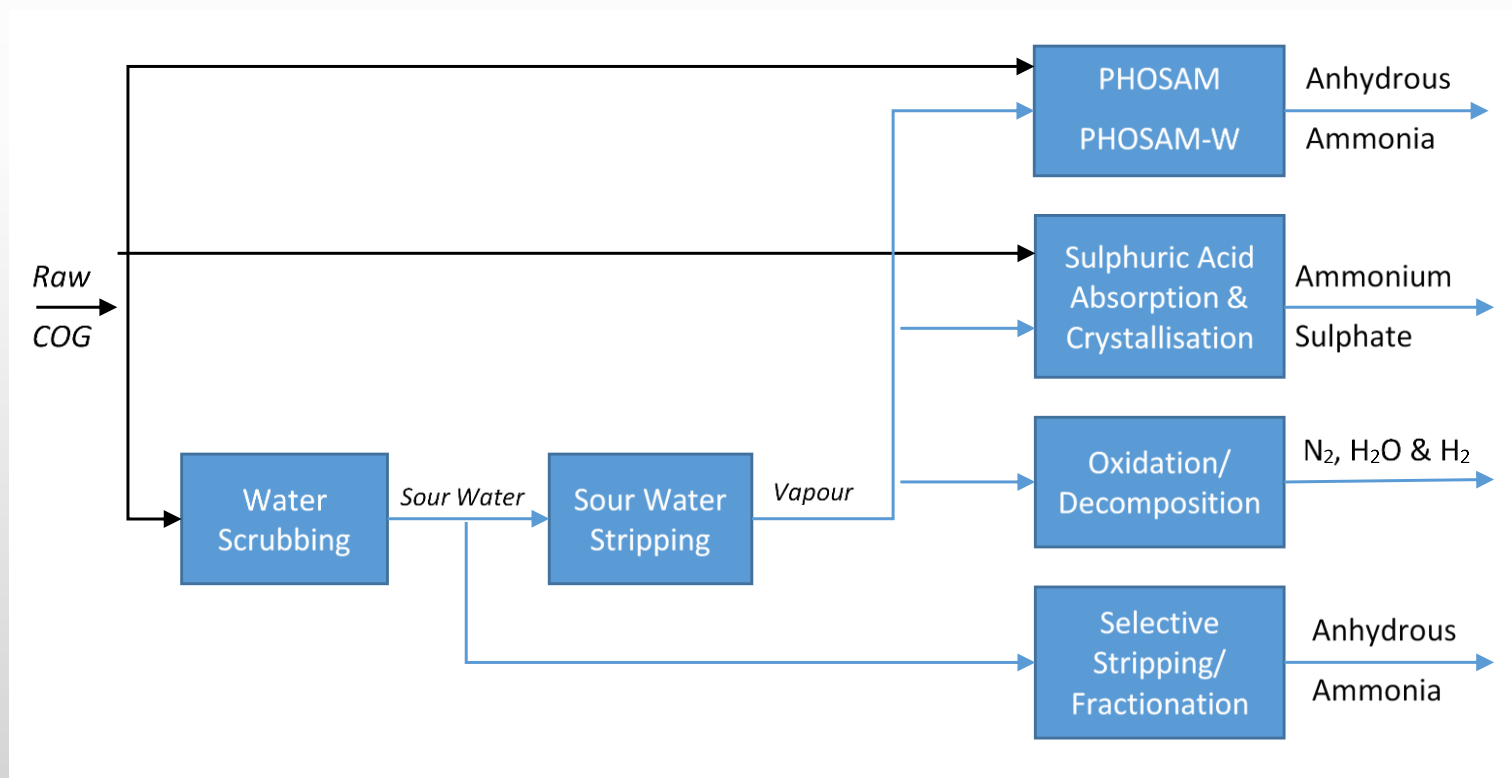 PHOSAM
PHOSAM-W
Anhydrous
Ammonia
Raw
COG
Sulphuric Acid
Absorption &
Crystallisation
Ammonium
Sulphate
Water
Scrubbing
Sour Water
Sour Water
Stripping
Vapour
Oxidation/
Decomposition
N₂, H₂O & H₂
Selective
Stripping/
Fractionation
Anhydrous
Ammonia